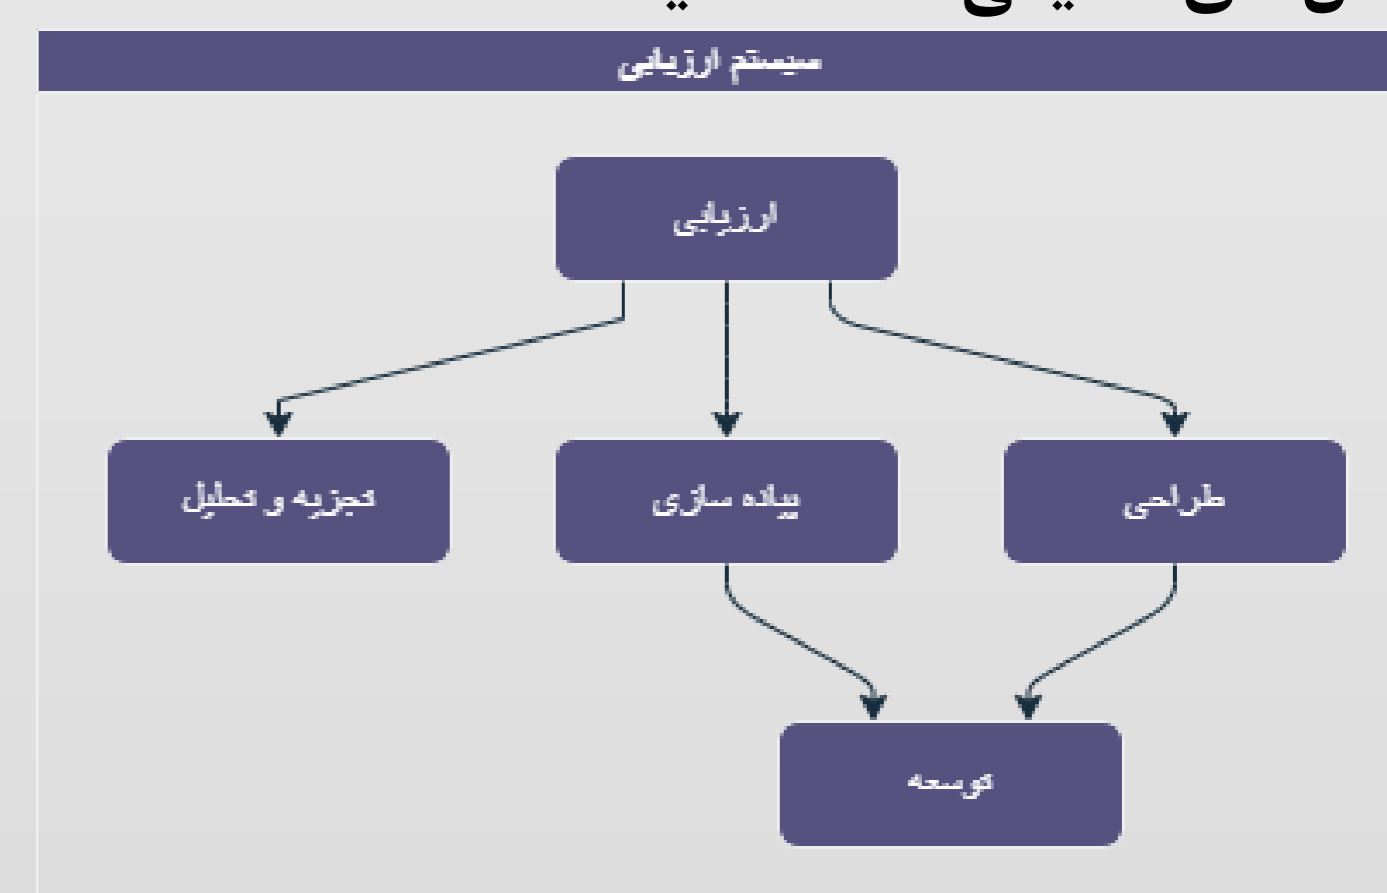 سیستم ارزیابی
ارزیابی
طراحی
پیاده سازی
تجزیه و تحلیل
توسعه